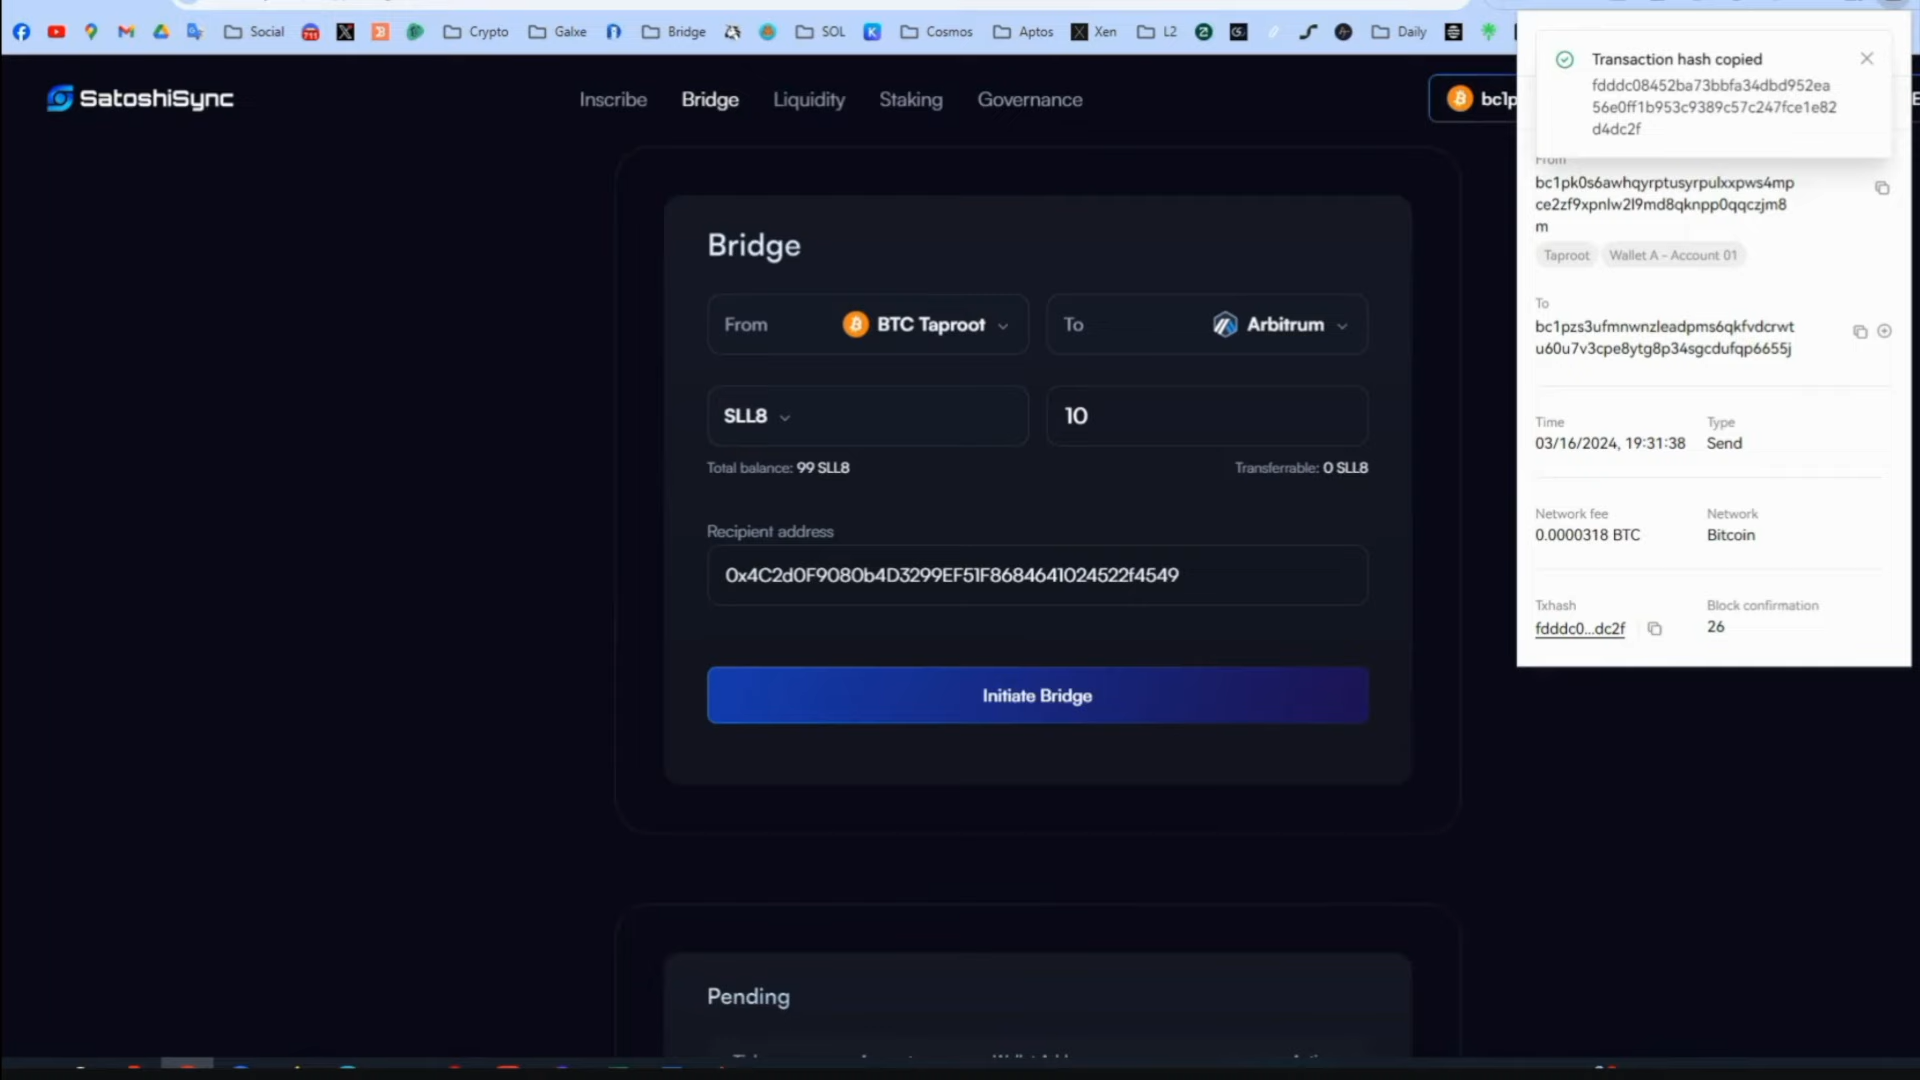 Social
Crypto
Galxe
Bridge
SOL
Cosmos
Aptos
Xen
L2
Daily
SatoshiSync
Inscribe
Bridge
Liquidity
Staking
Governance
bc1p
Transaction hash copied
fdddc08452ba73bbfa34dbd952ea
56e0ff1b953c9389c57c247fce1e82
d4dc2f
From
bc1pk0s6awhqyrptusyrpulxxpws4mp
ce2zf9xpnlw2l9md8qknpp0qqczjm8
m
Taproot
Wallet A - Account 01
To
bc1pzs3ufmnwnzleadpms6qkfvdcrwt
u60u7v3cpe8ytg8p34sgcdufqp6655j
Time
03/16/2024, 19:31:38
Type
Send
Network fee
0.0000318 BTC
Network
Bitcoin
Txhash
fdddc0...dc2f
Block confirmation
26
Bridge
From
BTC Taproot
To
Arbitrum
SLL8
10
Total balance: 99 SLL8
Transferrable: 0 SLL8
Recipient address
0x4C2d0F9080b4D3299EF51F8684641024522f4549
Initiate Bridge
Pending